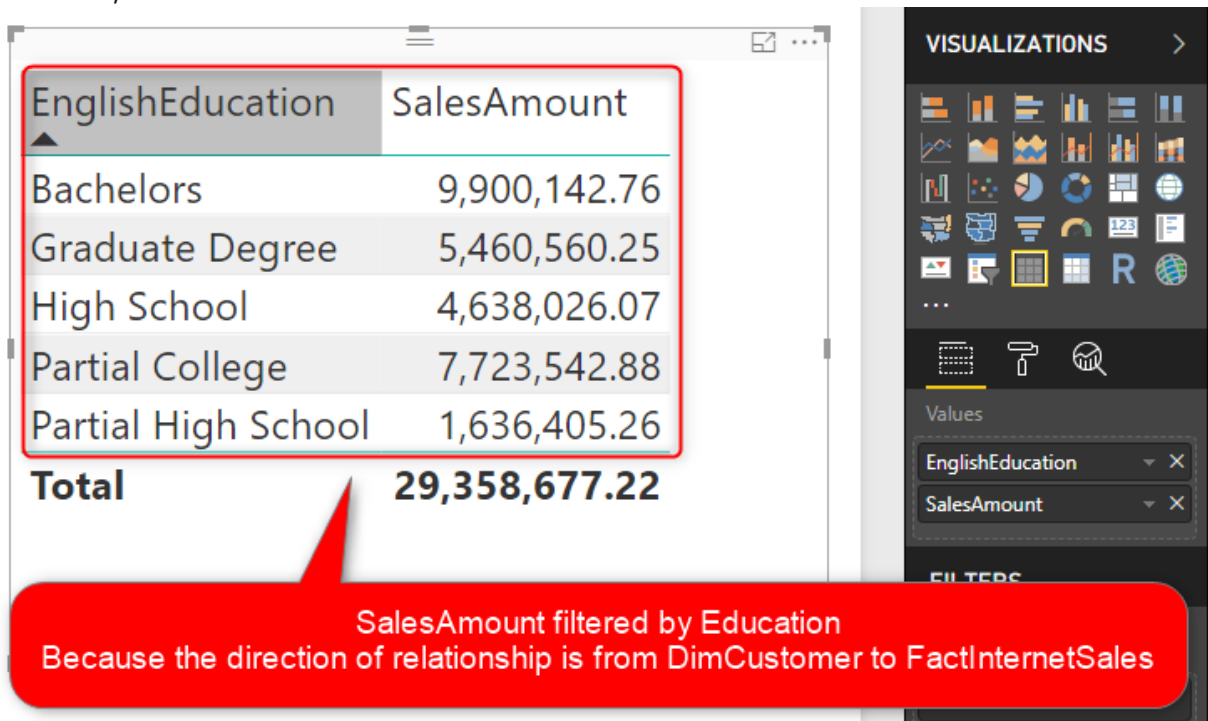 EnglishEducation SalesAmount
Bachelors 9,900,142.76
Graduate Degree 5,460,560.25
High School 4,638,026.07
Partial College 7,723,542.88
Partial High School 1,636,405.26
Total 29,358,677.22
SalesAmount filtered by Education
Because the direction of relationship is from DimCustomer to FactInternetSales
VISUALIZATIONS
123
R
Values
EnglishEducation
SalesAmount
FILTERS